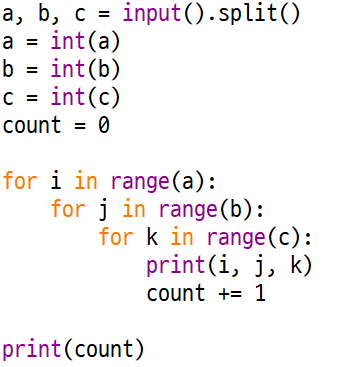 a, b, c = input().split()
a = int(a)
b = int(b)
c = int(c)
count = 0

for i in range(a):
    for j in range(b):
        for k in range(c):
            print(i, j, k)
            count += 1

print(count)